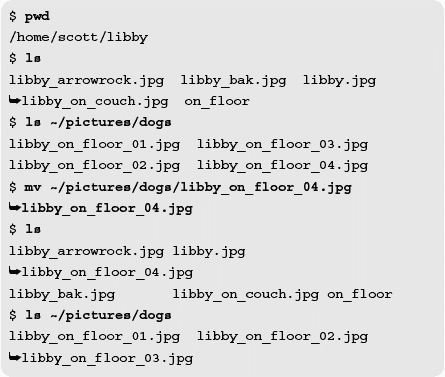 $ pwd
/home/scott/libby
$ ls
libby_arrowrock.jpg  libby_bak.jpg  libby.jpg
➥libby_on_couch.jpg  on_floor
$ ls ~/pictures/dogs
libby_on_floor_01.jpg  libby_on_floor_03.jpg
libby_on_floor_02.jpg  libby_on_floor_04.jpg
$ mv ~/pictures/dogs/libby_on_floor_04.jpg
➥libby_on_floor_04.jpg
$ ls
libby_arrowrock.jpg libby.jpg
➥libby_on_floor_04.jpg
libby_bak.jpg      libby_on_couch.jpg on_floor
$ ls ~/pictures/dogs
libby_on_floor_01.jpg  libby_on_floor_02.jpg
➥libby_on_floor_03.jpg